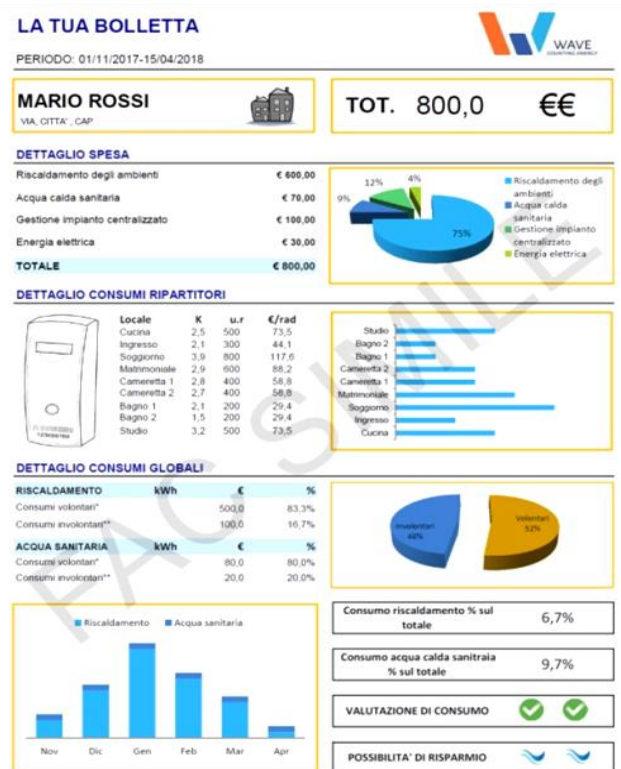 LA TUA BOLLETTA
WAVE
COUNTING ENERGY
PERIODO: 01/11/2017-15/04/2018
MARIO ROSSI
VIA, CITTA' , CAP
TOT. 800,0 €€
DETTAGLIO SPESA
Riscaldamento degli ambienti € 600,00
Acqua calda sanitaria € 70,00
Gestione impianto centralizzato € 100,00
Energia elettrica € 30,00
TOTALE € 800,00
12% 4%
9%
75%
Riscaldamento degli
ambienti
Acqua calda
sanitaria
Gestione impianto
centralizzato
Energia elettrica
DETTAGLIO CONSUMI RIPARTITORI
Locale K u.r €/rad
Cucina 2,5 500 73,5
Ingresso 2,1 300 44,1
Soggiorno 3,9 800 117,6
Matrimoniale 2,9 600 88,2
Cameretta 1 2,8 400 58,8
Cameretta 2 2,7 400 58,8
Bagno 1 2,1 200 29,4
Bagno 2 1,5 200 29,4
Studio 3,2 500 73,5
Studio
Bagno 2
Bagno 1
Cameretta 2
Cameretta 1
Matrimoniale
Soggiorno
Ingresso
Cucina
DETTAGLIO CONSUMI GLOBALI
RISCALDAMENTO kWh € %
Consumi volontari* 500,0 83,3%
Consumi involontari** 100,0 16,7%
ACQUA SANITARIA kWh € %
Consumi volontari* 80,0 80,0%
Consumi involontari** 20,0 20,0%
Involontari
48%
Volontari
52%
Riscaldamento Acqua sanitaria
Nov Dic Gen Feb Mar Apr
Consumo riscaldamento % sul
totale 6,7%
Consumo acqua calda sanitraia
% sul totale 9,7%
VALUTAZIONE DI CONSUMO
POSSIBILITA' DI RISPARMIO
FAC SIMILE